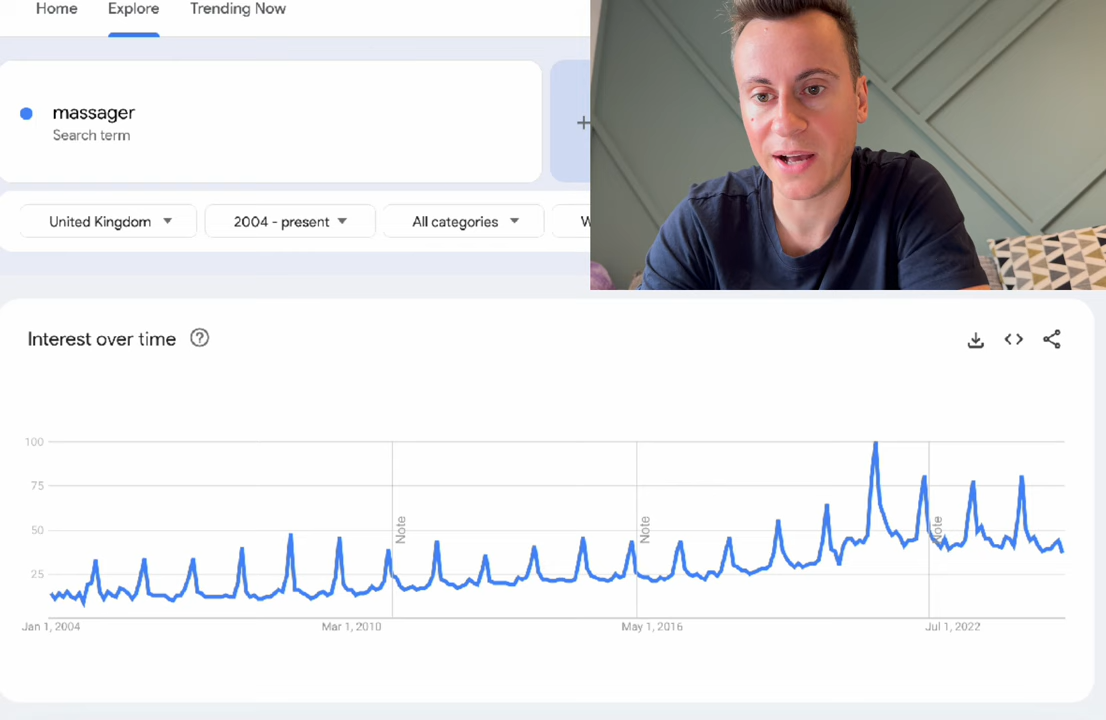 Home Explore Trending Now
massager
Search term
+
United Kingdom 2004 - present All categories W
Interest over time ?
100
75
50
25
Note Note Note
Jan 1, 2004 Mar 1, 2010 May 1, 2016 Jul 1, 2022